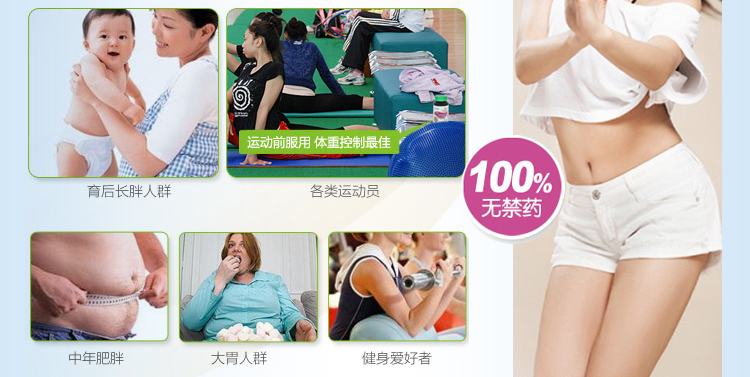 运动前服用 体重控制最佳
育后长胖人群
各类运动员
100%
无禁药
中年肥胖
大胃人群
健身爱好者